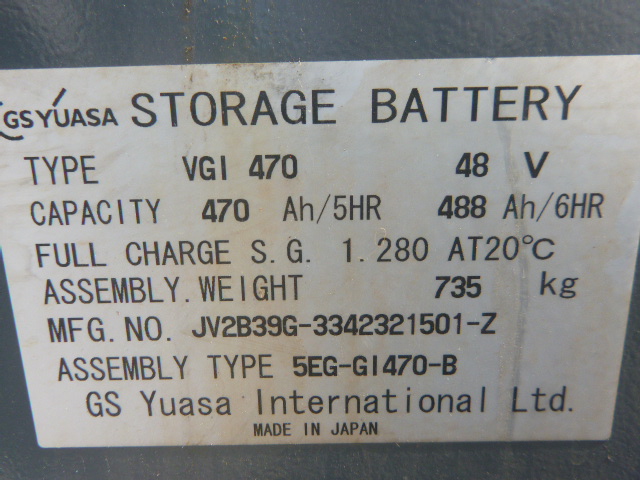 GS YUASA STORAGE BATTERY
TYPE VGI 470 48 V
CAPACITY 470 Ah/5HR 488 Ah/6HR
FULL CHARGE S.G. 1.280 AT20℃
ASSEMBLY.WEIGHT 735 kg
MFG.NO. JV2B39G-3342321501-Z
ASSEMBLY TYPE 5EG-GI470-B
GS Yuasa International Ltd.
MADE IN JAPAN